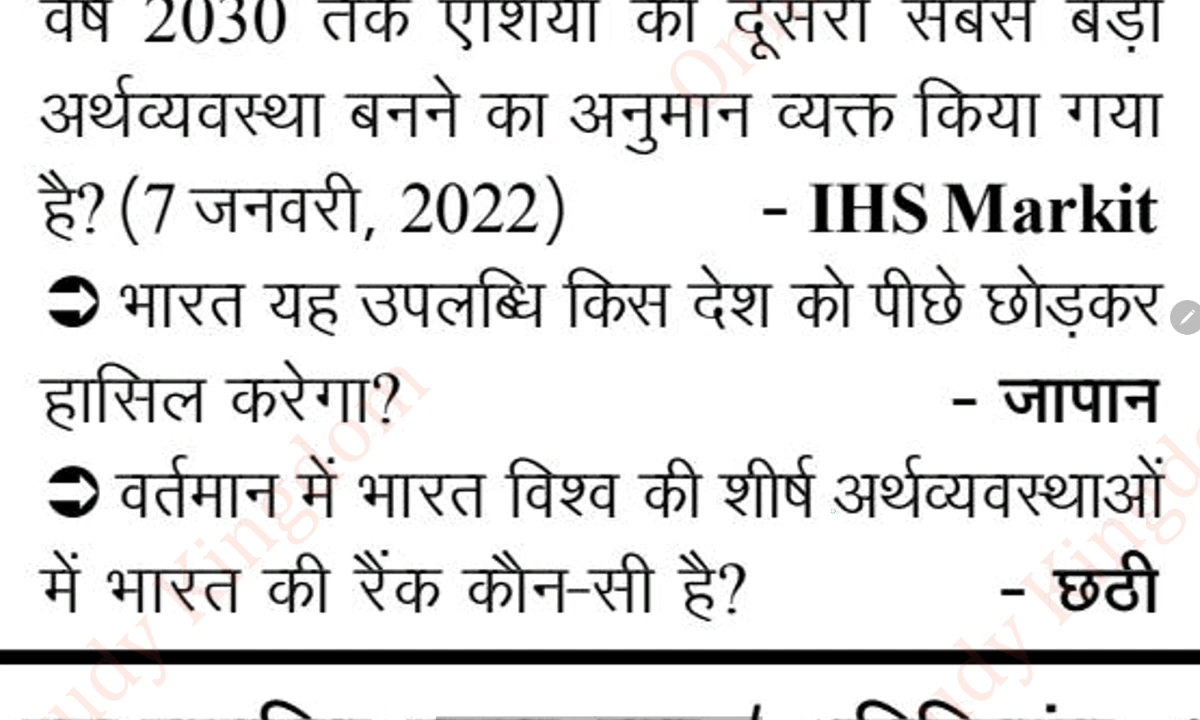 वर्ष 2030 तक एशिया की दूसरी सबसे बड़ी
अर्थव्यवस्था बनने का अनुमान व्यक्त किया गया
है? (7 जनवरी, 2022) - IHS Markit
➲ भारत यह उपलब्धि किस देश को पीछे छोड़कर
हासिल करेगा? - जापान
➲ वर्तमान में भारत विश्व की शीर्ष अर्थव्यवस्थाओं
में भारत की रैंक कौन-सी है? - छठी